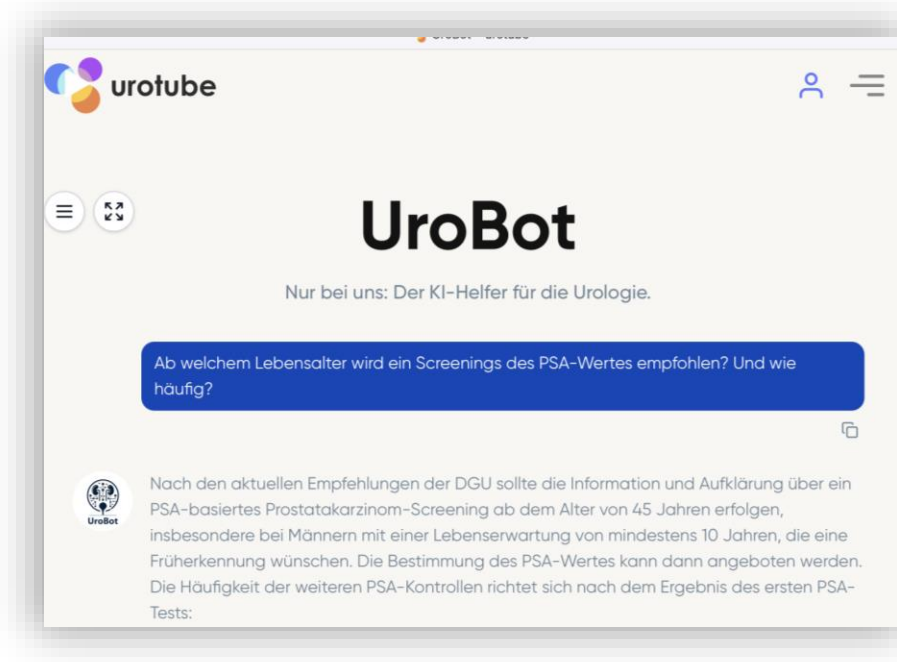 urotube
UroBot
Nur bei uns: Der KI-Helfer für die Urologie.
Ab welchem Lebensalter wird ein Screenings des PSA-Wertes empfohlen? Und wie
häufig?
UroBot
Nach den aktuellen Empfehlungen der DGU sollte die Information und Aufklärung über ein
PSA-basiertes Prostatakarzinom-Screening ab dem Alter von 45 Jahren erfolgen,
insbesondere bei Männern mit einer Lebenserwartung von mindestens 10 Jahren, die eine
Früherkennung wünschen. Die Bestimmung des PSA-Wertes kann dann angeboten werden.
Die Häufigkeit der weiteren PSA-Kontrollen richtet sich nach dem Ergebnis des ersten PSA-
Tests: